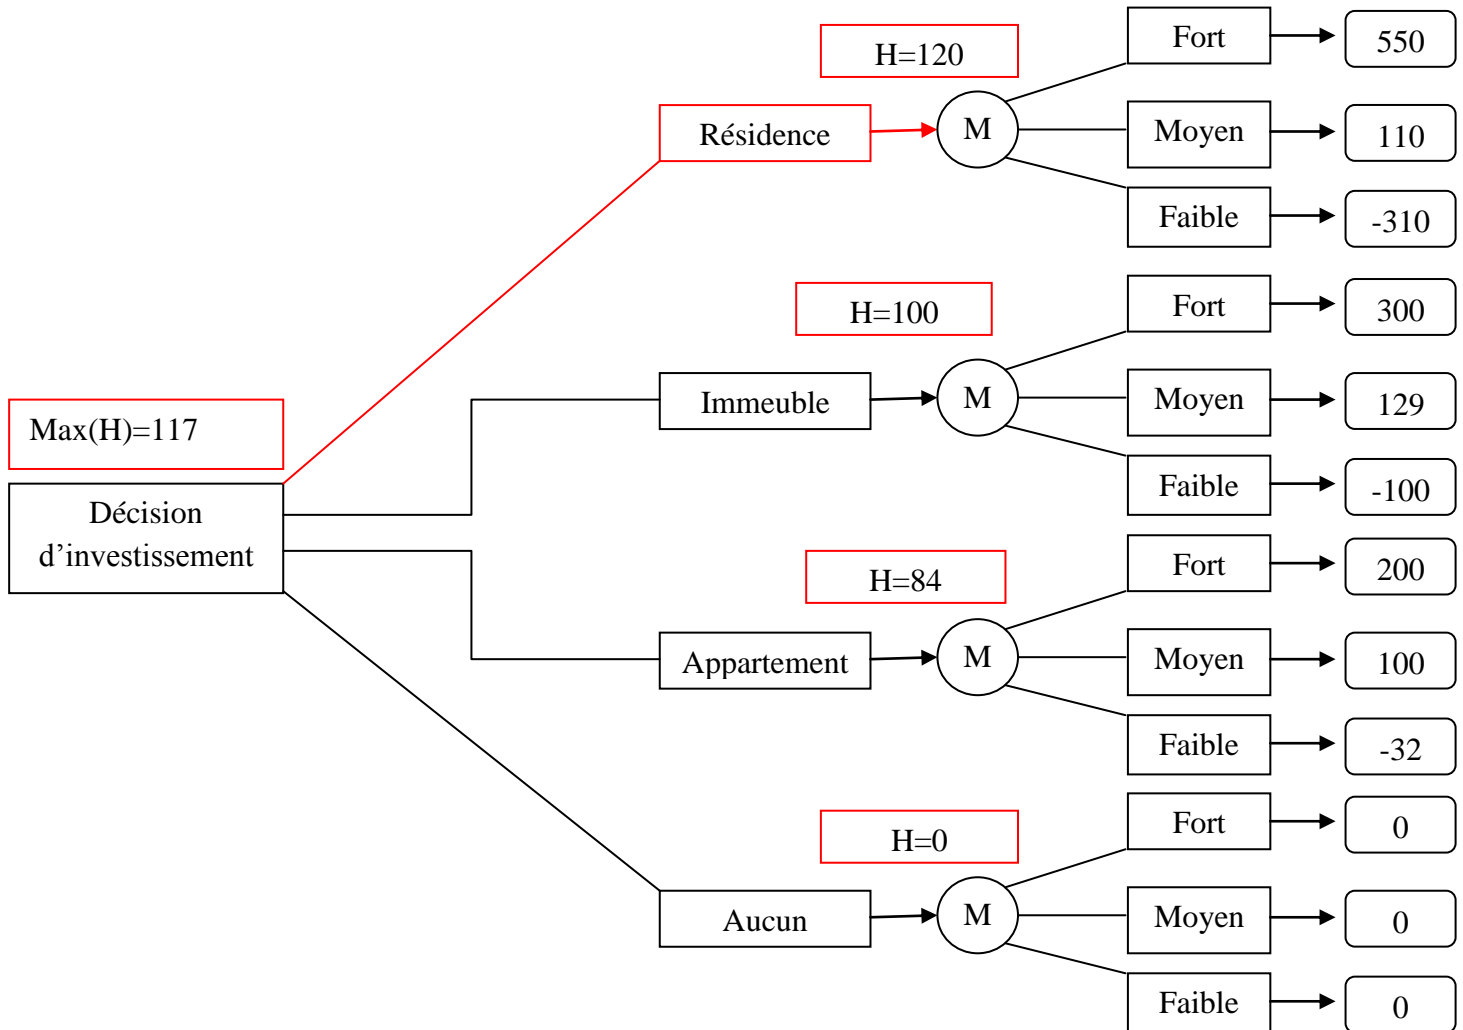 H=120
Fort
550
Résidence
M
Moyen
110
Faible
-310
H=100
Fort
300
Immeuble
M
Moyen
129
Faible
-100
Max(H)=117
Décision
d’investissement
H=84
Fort
200
Appartement
M
Moyen
100
Faible
-32
H=0
Fort
0
Aucun
M
Moyen
0
Faible
0